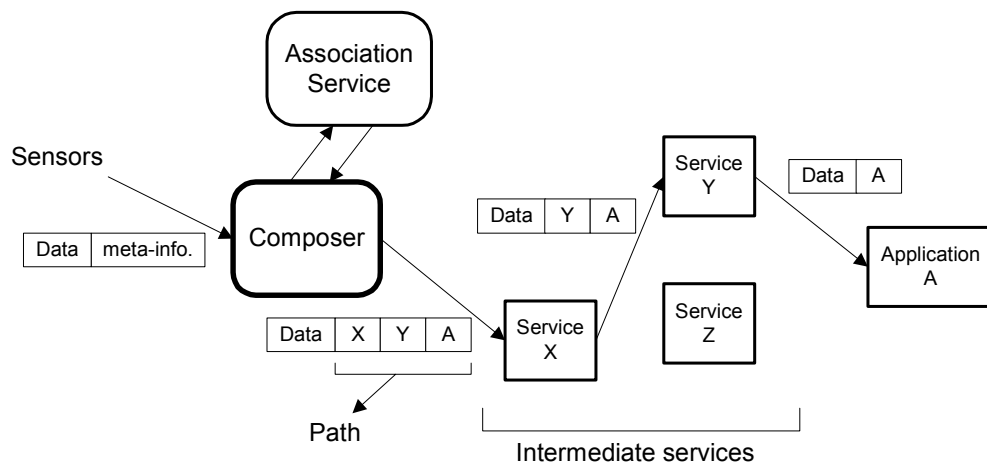 Association
Service
Sensors
Data meta-info.
Composer
Data X Y A
Path
Service
X
Data Y A
Service
Y
Service
Z
Data A
Application
A
Intermediate services